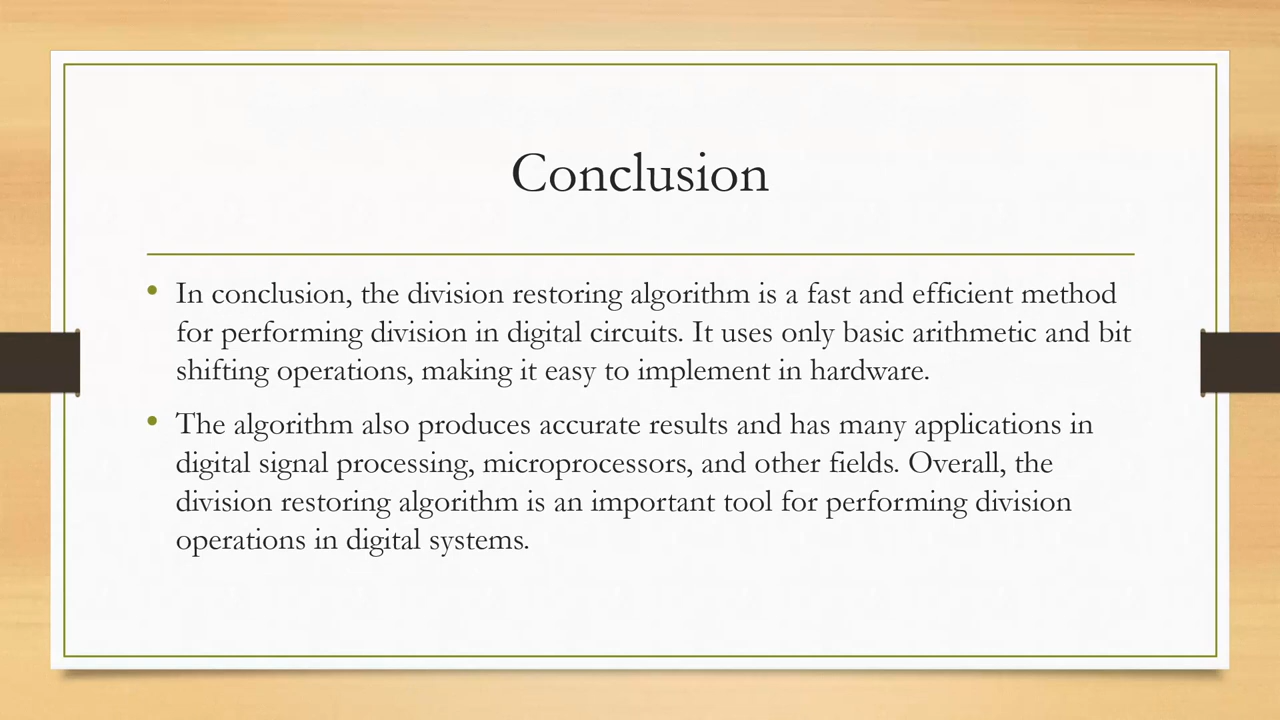 Conclusion
• In conclusion, the division restoring algorithm is a fast and efficient method
for performing division in digital circuits. It uses only basic arithmetic and bit
shifting operations, making it easy to implement in hardware.
• The algorithm also produces accurate results and has many applications in
digital signal processing, microprocessors, and other fields. Overall, the
division restoring algorithm is an important tool for performing division
operations in digital systems.